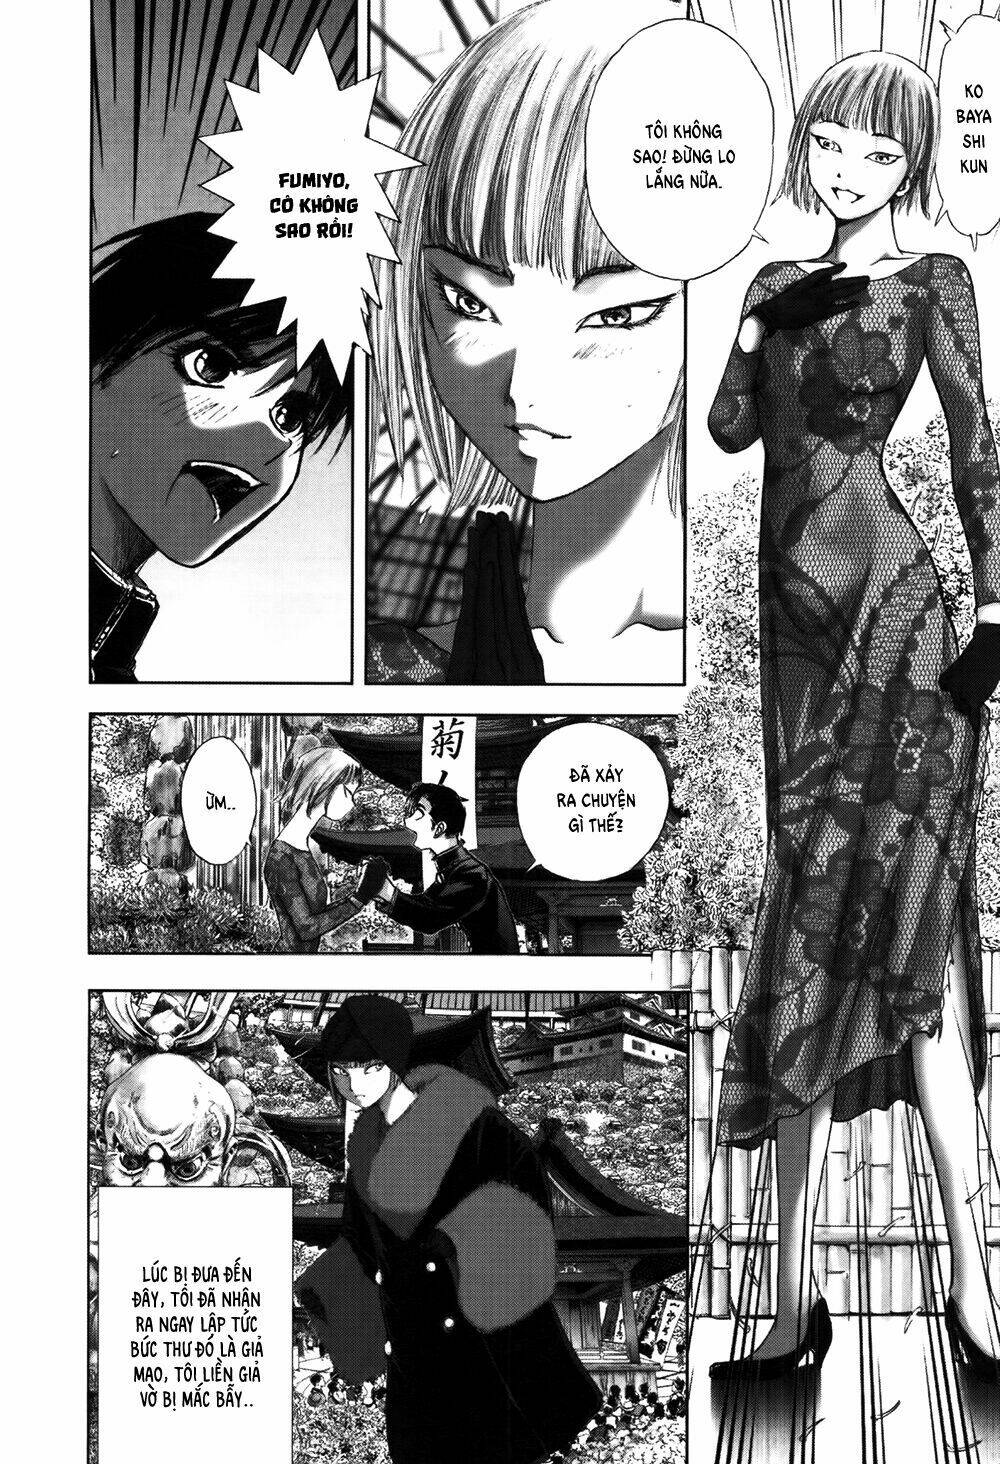 KO
BAYA
SHI
KUN
TÔI KHÔNG
SAO! ĐỪNG LO
LẮNG NỮA.
FUMIYO,
CÔ KHÔNG
SAO RỒI!
ĐÃ XẢY
RA CHUYỆN
GÌ THẾ?
菊
ỪM..
LÚC BỊ ĐƯA ĐẾN
ĐÂY, TÔI ĐÃ NHẬN
RA NGAY LẬP TỨC
BỨC THƯ ĐÓ LÀ GIẢ
MẠO, TÔI LIỀN GIẢ
VỜ BỊ MẮC BẪY..